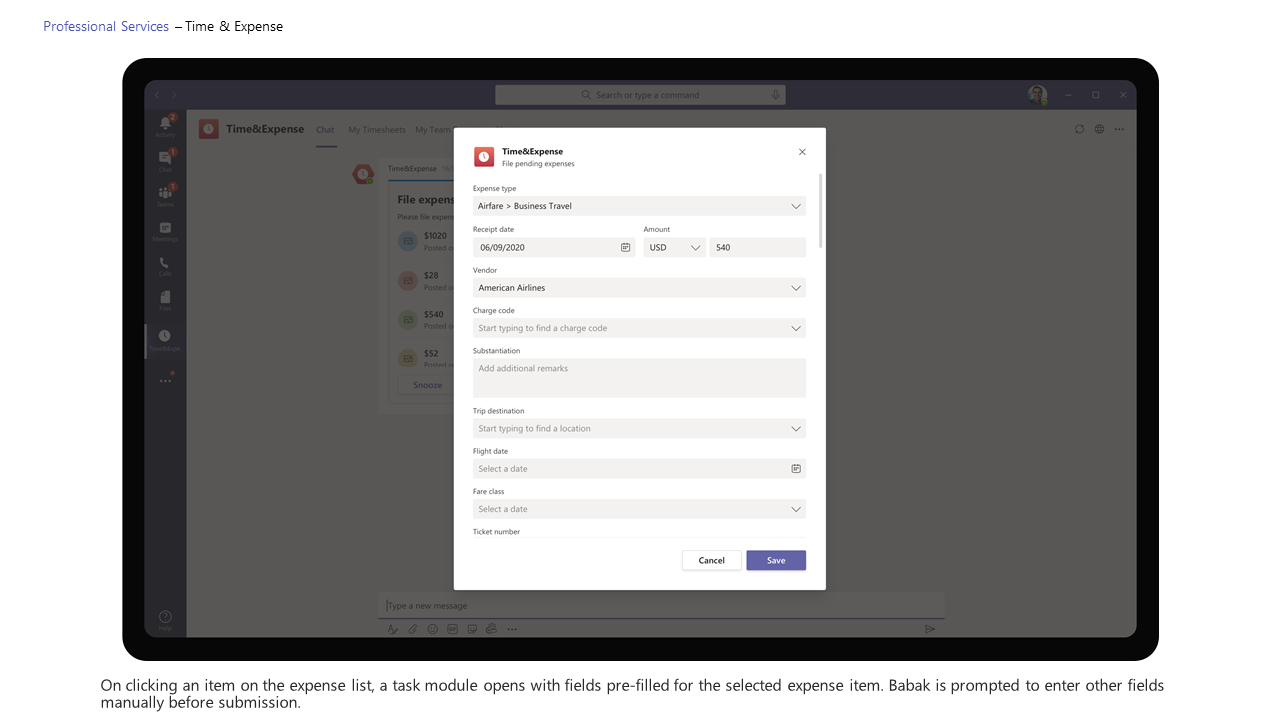 Professional Services – Time & Expense
Search or type a command
Activity
Time&Expense
Chat
My Timesheets
My Team
Chat
Teams
Meetings
Calls
Files
Help
Time&Expense
File expens
Please file expen
$1020
Posted o
$28
Posted o
$540
Posted o
$52
Posted o
Snooze
Time&Expense
File pending expenses
Expense type
Airfare > Business Travel
Receipt date
Amount
06/09/2020
USD
540
Vendor
American Airlines
Charge code
Start typing to find a charge code
Substantiation
Add additional remarks
Trip destination
Start typing to find a location
Flight date
Select a date
Fare class
Select a date
Ticket number
Cancel
Save
Type a new message
On clicking an item on the expense list, a task module opens with fields pre-filled for the selected expense item. Babak is prompted to enter other fields
manually before submission.